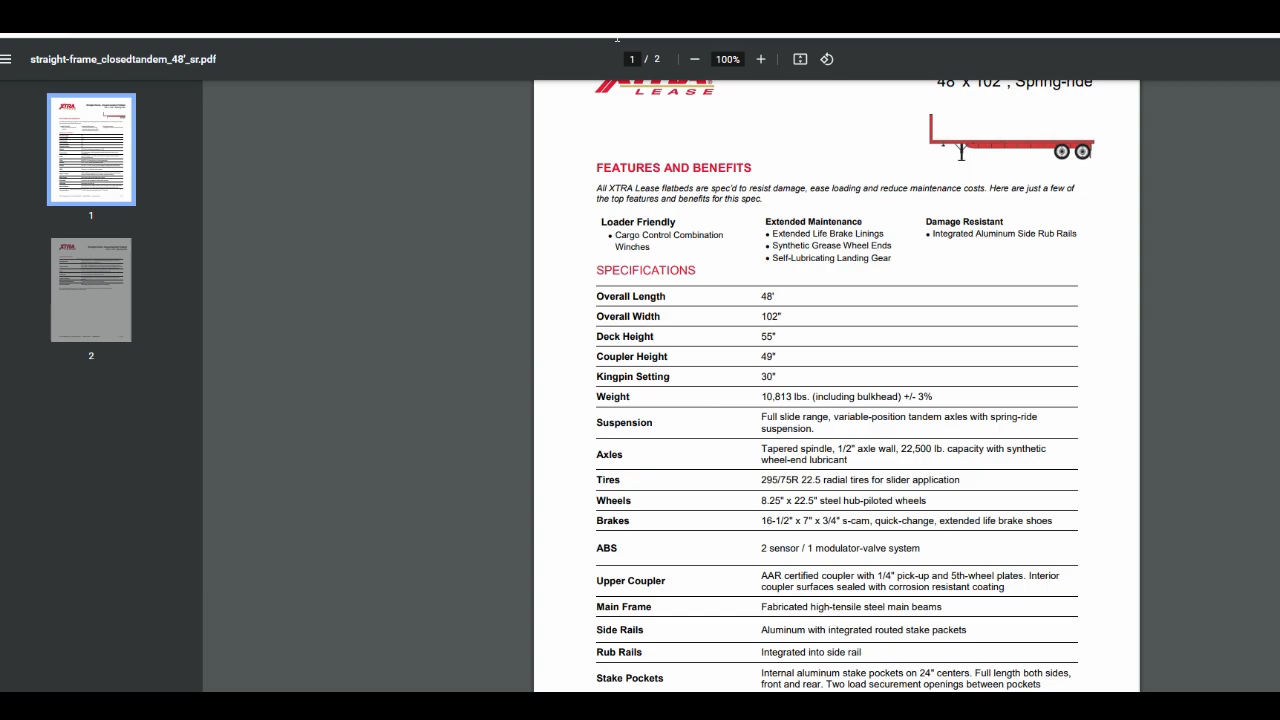 straight-frame_closedtandem_48'_sr.pdf
1 / 2
100%
XTRA
LEASE
48' x 102", Spring-ride
FEATURES AND BENEFITS
All XTRA Lease flatbeds are spec'd to resist damage, ease loading and reduce maintenance costs. Here are just a few of
the top features and benefits for this spec.
Loader Friendly
• Cargo Control Combination
Winches
Extended Maintenance
• Extended Life Brake Linings
• Synthetic Grease Wheel Ends
• Self-Lubricating Landing Gear
Damage Resistant
• Integrated Aluminum Side Rub Rails
SPECIFICATIONS
Overall Length 48'
Overall Width 102"
Deck Height 55"
Coupler Height 49"
Kingpin Setting 30"
Weight 10,813 lbs. (including bulkhead) +/- 3%
Suspension Full slide range, variable-position tandem axles with spring-ride
suspension.
Axles Tapered spindle, 1/2" axle wall, 22,500 lb. capacity with synthetic
wheel-end lubricant
Tires 295/75R 22.5 radial tires for slider application
Wheels 8.25" x 22.5" steel hub-piloted wheels
Brakes 16-1/2" x 7" x 3/4" s-cam, quick-change, extended life brake shoes
ABS 2 sensor / 1 modulator-valve system
Upper Coupler AAR certified coupler with 1/4" pick-up and 5th-wheel plates. Interior
coupler surfaces sealed with corrosion resistant coating
Main Frame Fabricated high-tensile steel main beams
Side Rails Aluminum with integrated routed stake packets
Rub Rails Integrated into side rail
Stake Pockets Internal aluminum stake pockets on 24" centers. Full length both sides,
front and rear. Two load securement openings between pockets
1
2